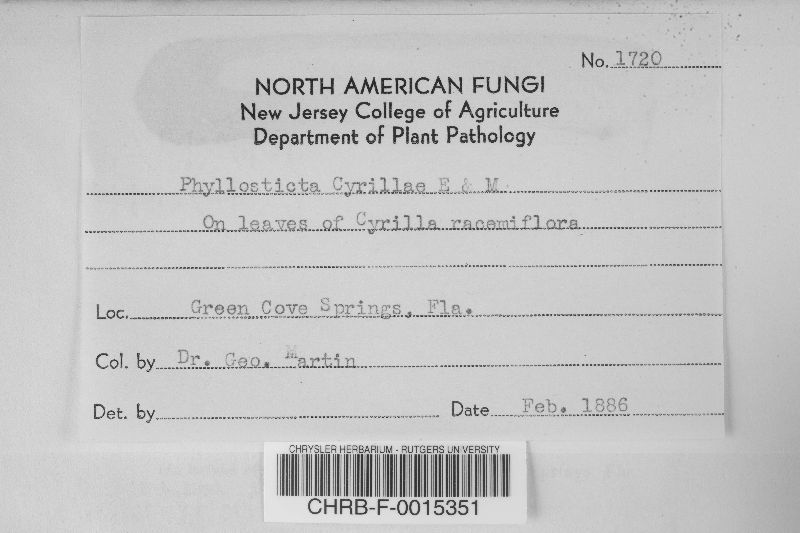 No. 1720
NORTH AMERICAN FUNGI
New Jersey College of Agriculture
Department of Plant Pathology
Phyllosticta Cyrillae E & M
On leaves of Cyrilla racemiflora
Loc. Green Cove Springs, Fla.
Col. by Dr. Geo. Martin
Det. by
Date Feb. 1886
CHRYSLER HERBARIUM - RUTGERS UNIVERSITY
CHRB-F-0015351